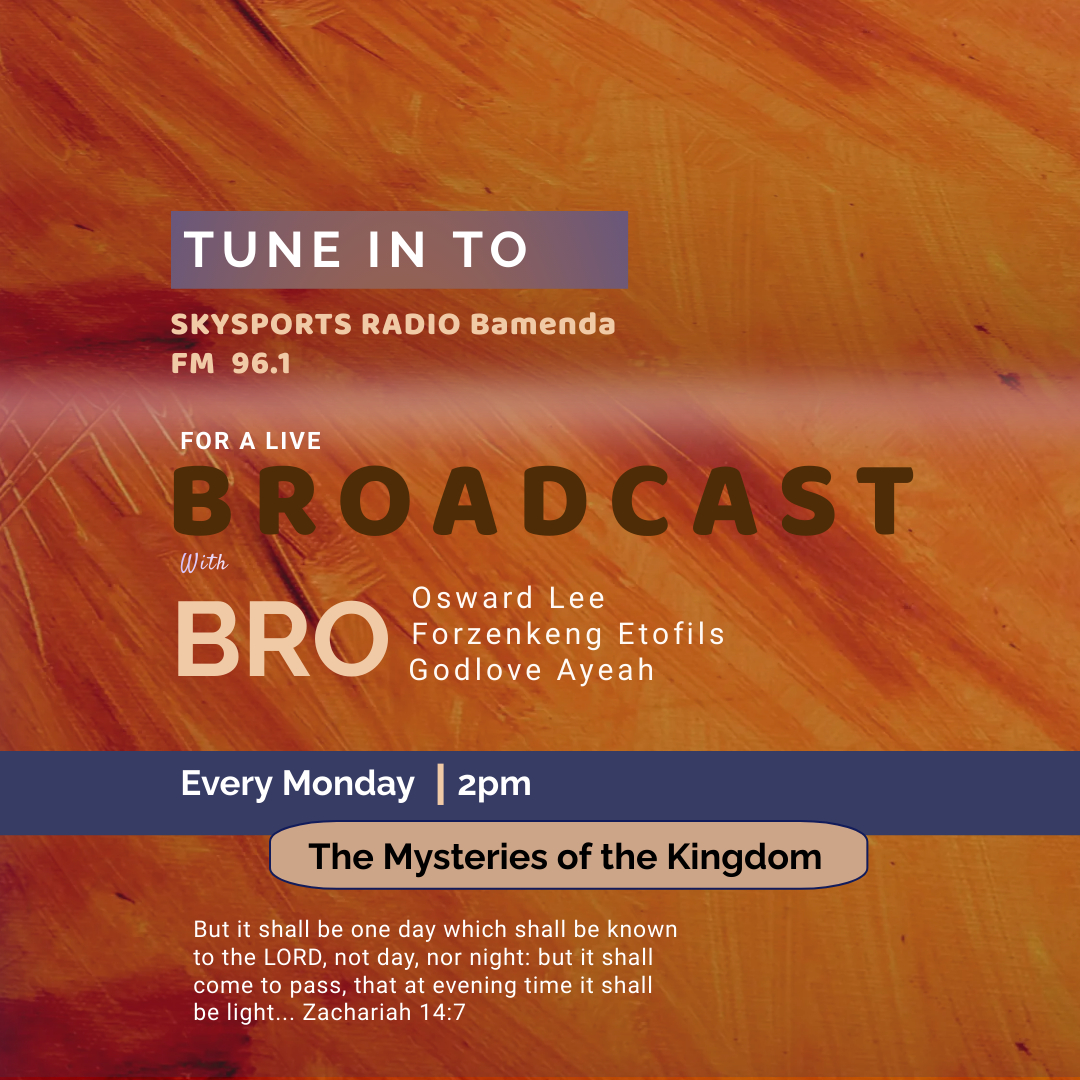 TUNE IN TO
SKYSPORTS RADIO Bamenda
FM 96.1
FOR A LIVE
BROADCAST
With
BRO
Osward Lee
Forzenkeng Etofils
Godlove Ayeah
Every Monday | 2pm
The Mysteries of the Kingdom
But it shall be one day which shall be known
to the LORD, not day, nor night: but it shall
come to pass, that at evening time it shall
be light... Zachariah 14:7